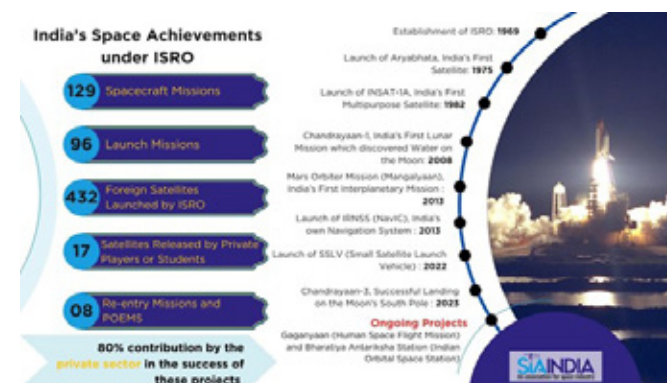 India's Space Achievements
under ISRO
129 Spacecraft Missions
96 Launch Missions
432 Foreign Satellites
Launched by ISRO
17 Satellites Released by Private
Players or Students
08 Re-entry Missions and
POEMS
80% contribution by the
private sector in the success of
these projects
Establishment of ISRO: 1969
Launch of Aryabhata, India's First
Satellite: 1975
Launch of INSAT-1A, India's First
Multipurpose Satellite: 1982
Chandrayaan-1, India's First Lunar
Mission which discovered Water on
the Moon: 2008
Mars Orbiter Mission (Mangalyaan),
India's First Interplanetary Mission :
2013
Launch of IRNSS (NavIC), India's
own Navigation System : 2013
Launch of SSLV (Small Satellite Launch
Vehicle) : 2022
Chandrayaan-3, Successful Landing
on the Moon's South Pole : 2023
Ongoing Projects
Gaganyaan (Human Space Flight Mission)
and Bharatiya Antariksha Station (Indian
Orbital Space Station)
SIAINDIA